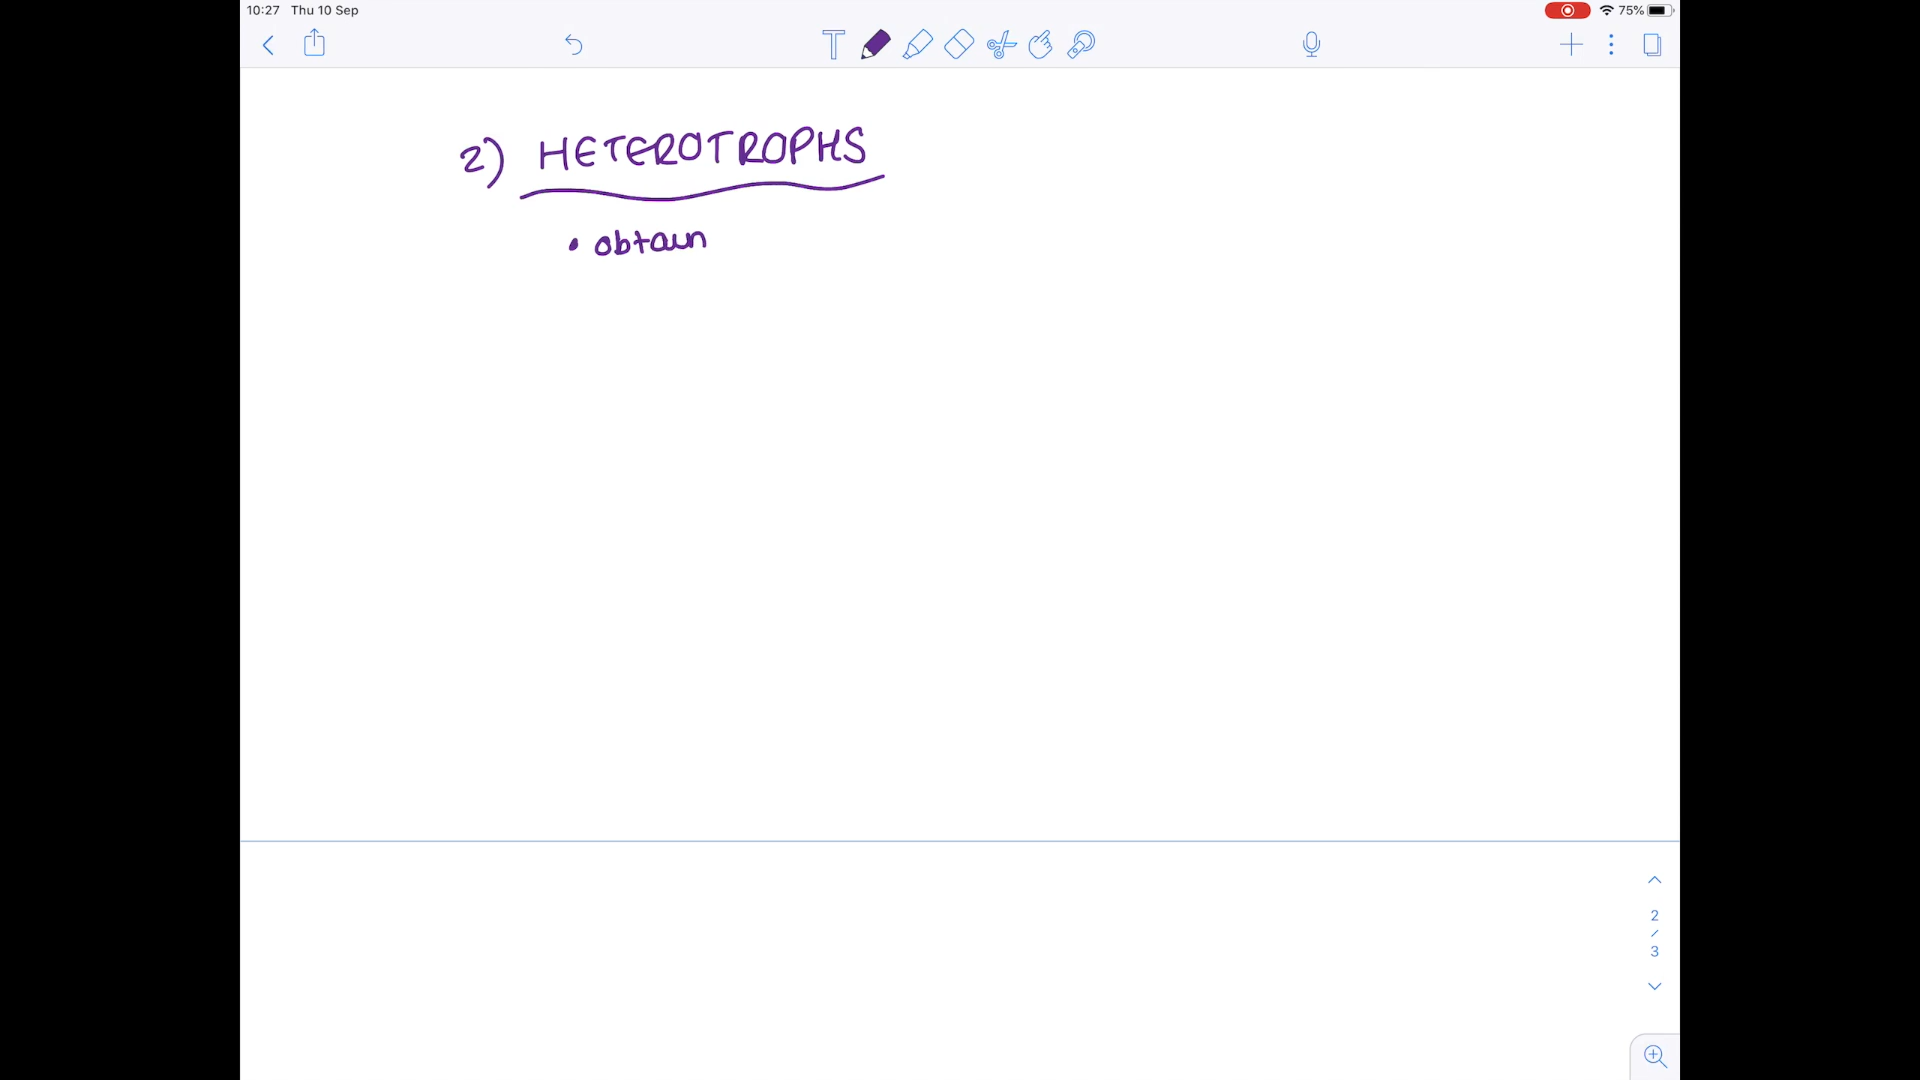 10:27 Thu 10 Sep 75%
T
2) HETEROTROPHS
• obtain
2
/
3